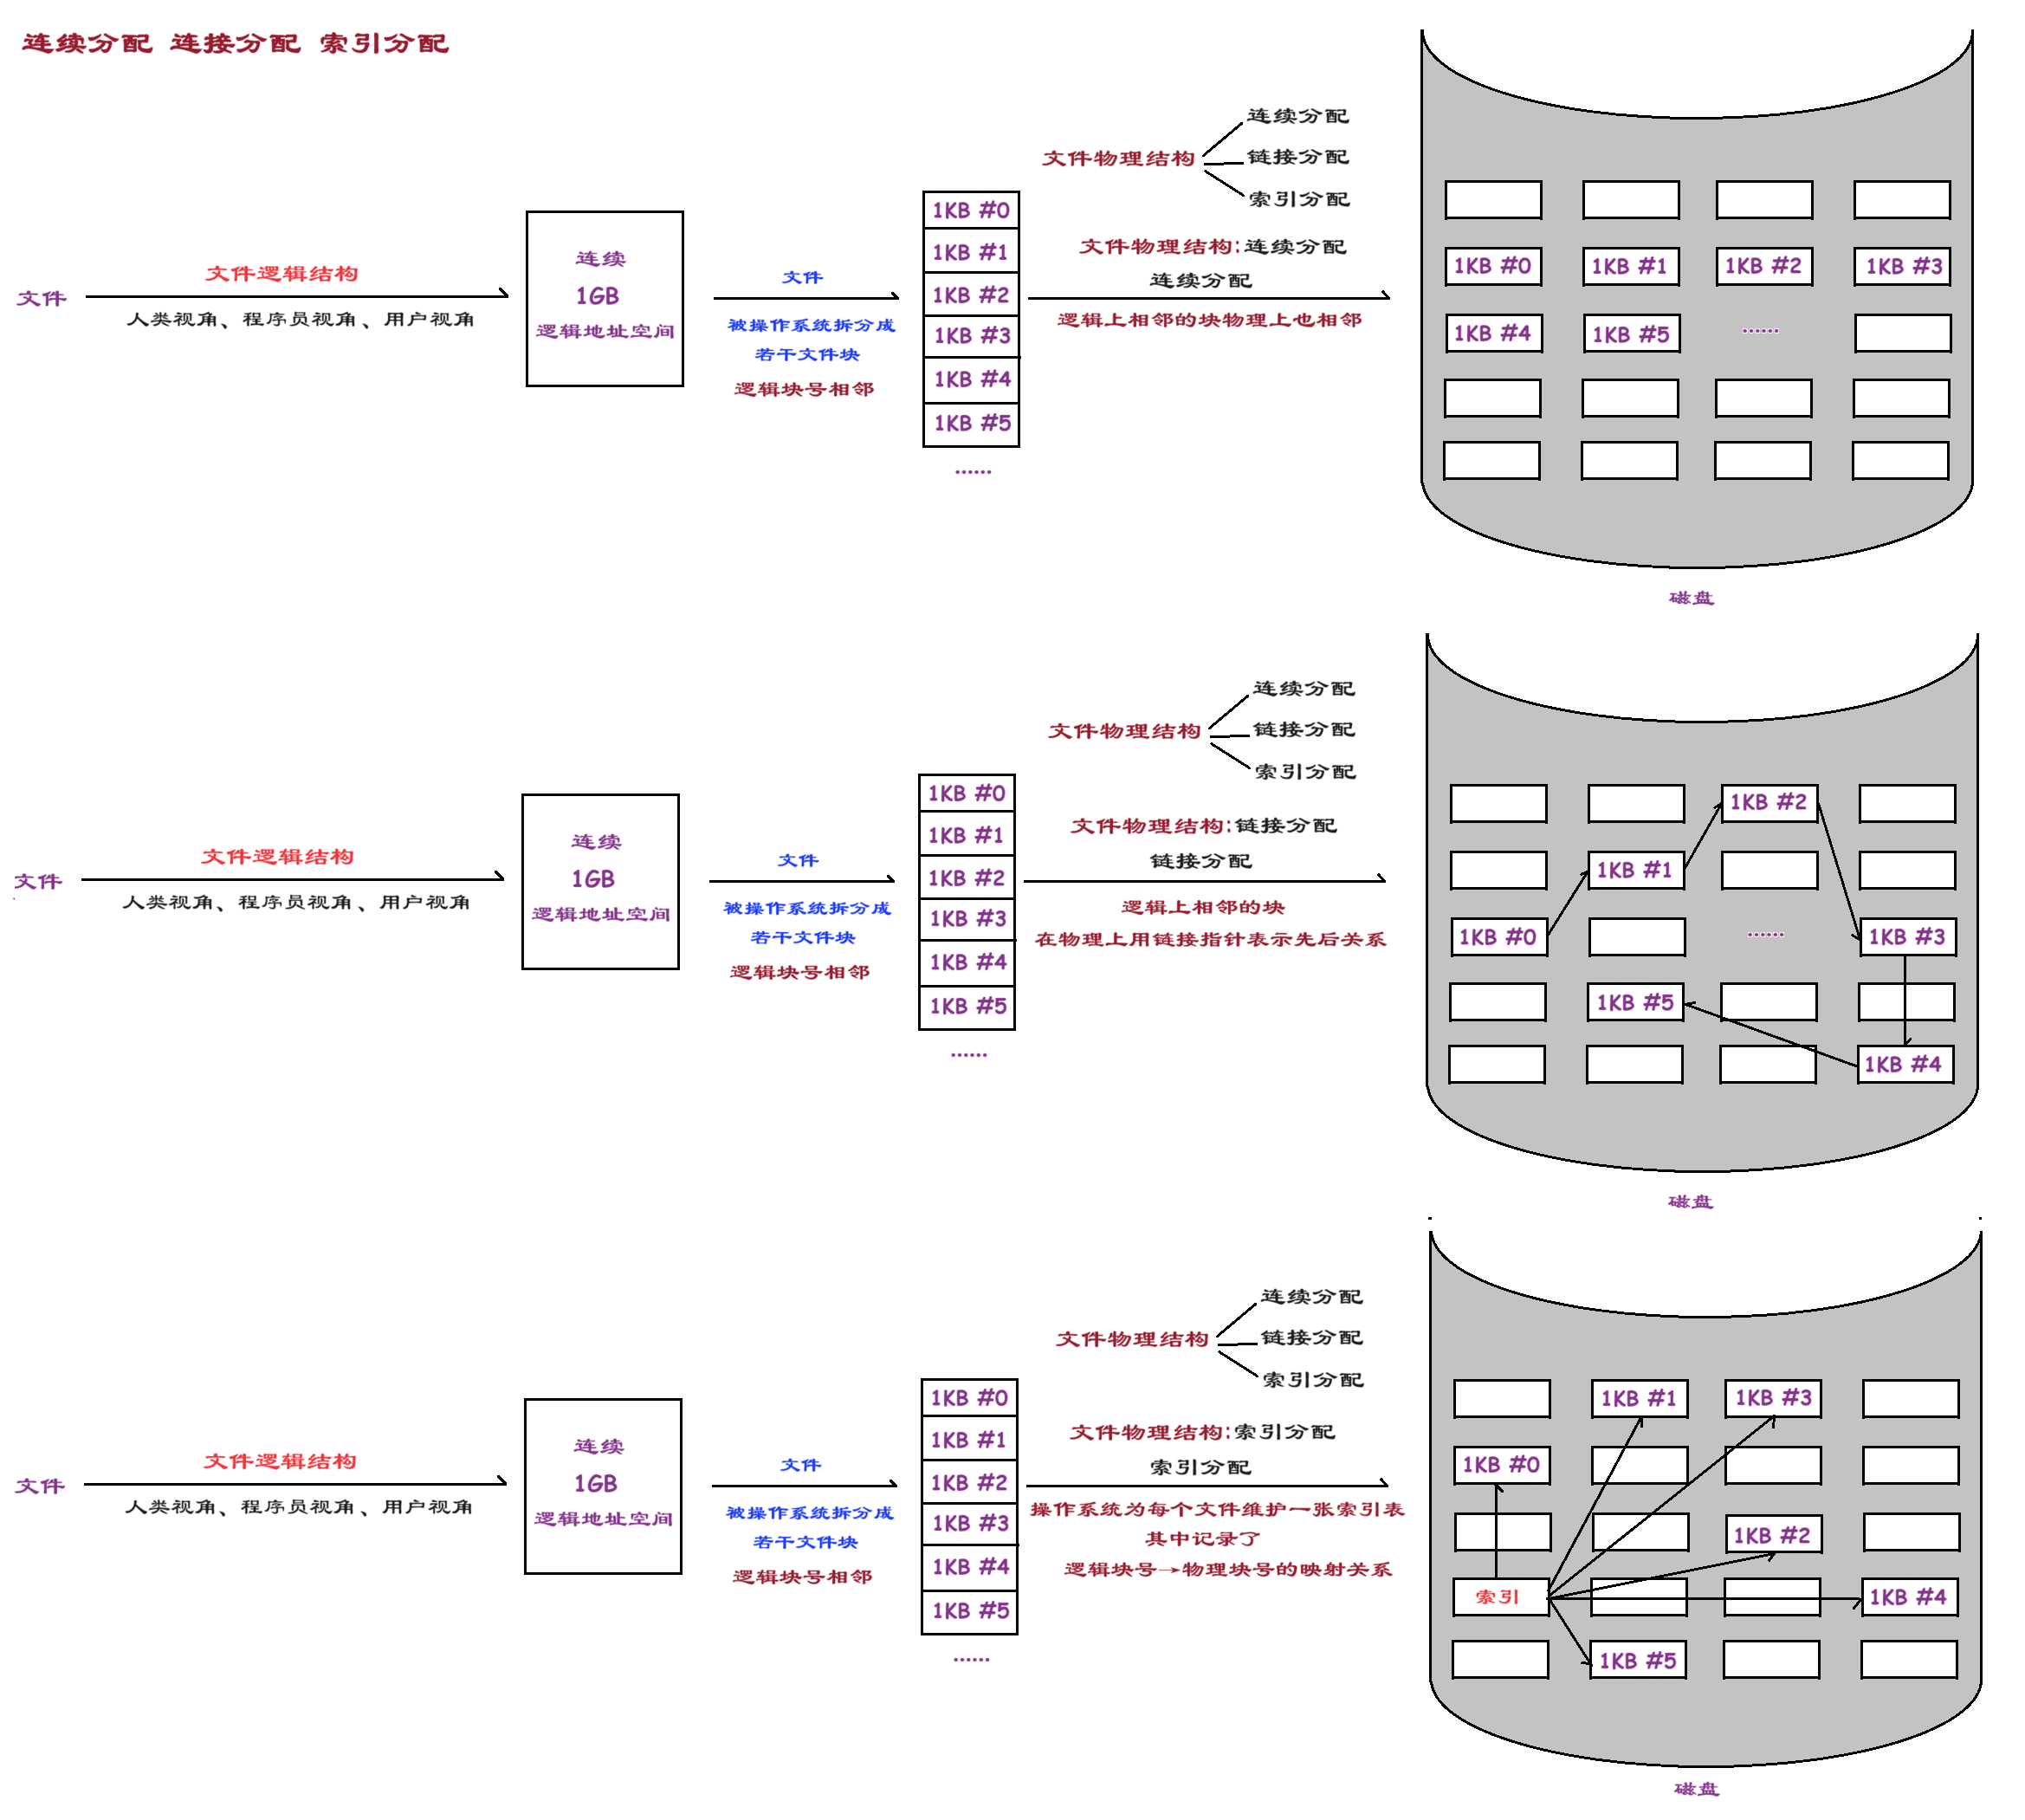 连续分配 连接分配 索引分配
文件
文件逻辑结构
人类视角、程序员视角、用户视角
连续
1GB
逻辑地址空间
文件
被操作系统拆分成
若干文件块
逻辑块号相邻
1KB #0
1KB #1
1KB #2
1KB #3
1KB #4
1KB #5
……
文件物理结构
连续分配
链接分配
索引分配
文件物理结构:连续分配
连续分配
逻辑上相邻的块物理上也相邻
1KB #0 1KB #1 1KB #2 1KB #3
1KB #4 1KB #5 ……
磁盘
文件
文件逻辑结构
人类视角、程序员视角、用户视角
连续
1GB
逻辑地址空间
文件
被操作系统拆分成
若干文件块
逻辑块号相邻
1KB #0
1KB #1
1KB #2
1KB #3
1KB #4
1KB #5
……
文件物理结构
连续分配
链接分配
索引分配
文件物理结构:链接分配
链接分配
逻辑上相邻的块
在物理上用链接指针表示先后关系
1KB #2
1KB #1
1KB #0 …… 1KB #3
1KB #5
1KB #4
磁盘
文件
文件逻辑结构
人类视角、程序员视角、用户视角
连续
1GB
逻辑地址空间
文件
被操作系统拆分成
若干文件块
逻辑块号相邻
1KB #0
1KB #1
1KB #2
1KB #3
1KB #4
1KB #5
……
文件物理结构
连续分配
链接分配
索引分配
文件物理结构:索引分配
索引分配
操作系统为每个文件维护一张索引表
其中记录了
逻辑块号→物理块号的映射关系
1KB #1 1KB #3
1KB #0
1KB #2
索引 1KB #4
1KB #5
磁盘